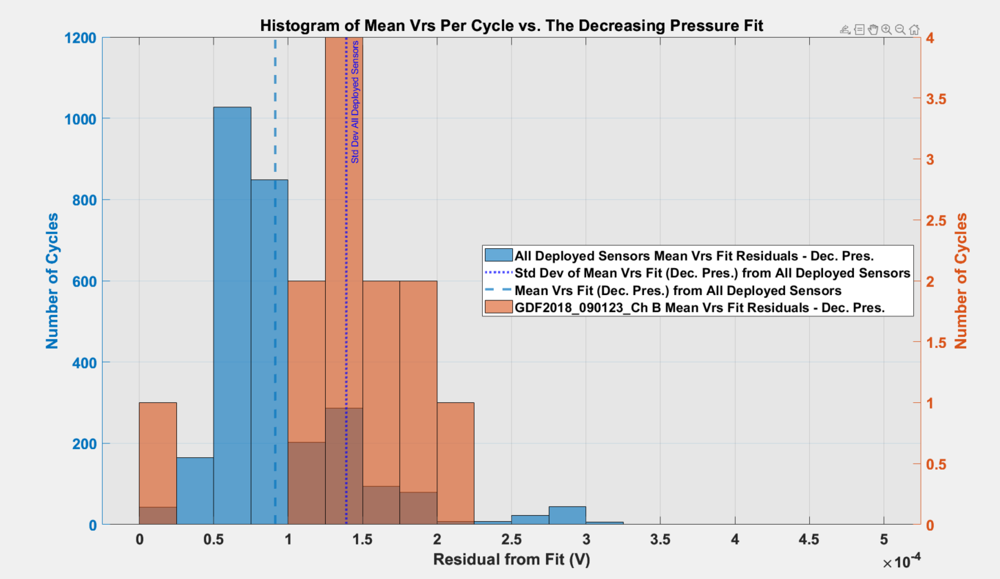 Histogram of Mean Vrs Per Cycle vs. The Decreasing Pressure Fit
1200
1000
800
600
400
200
0
Number of Cycles
Std Dev All Deployed Sensors
4
3.5
3
2.5
2
1.5
1
0.5
0
Number of Cycles
All Deployed Sensors Mean Vrs Fit Residuals - Dec. Pres.
Std Dev of Mean Vrs Fit (Dec. Pres.) from All Deployed Sensors
Mean Vrs Fit (Dec. Pres.) from All Deployed Sensors
GDF2018_090123_Ch B Mean Vrs Fit Residuals - Dec. Pres.
0 0.5 1 1.5 2 2.5 3 3.5 4 4.5 5
Residual from Fit (V)
×10⁻⁴